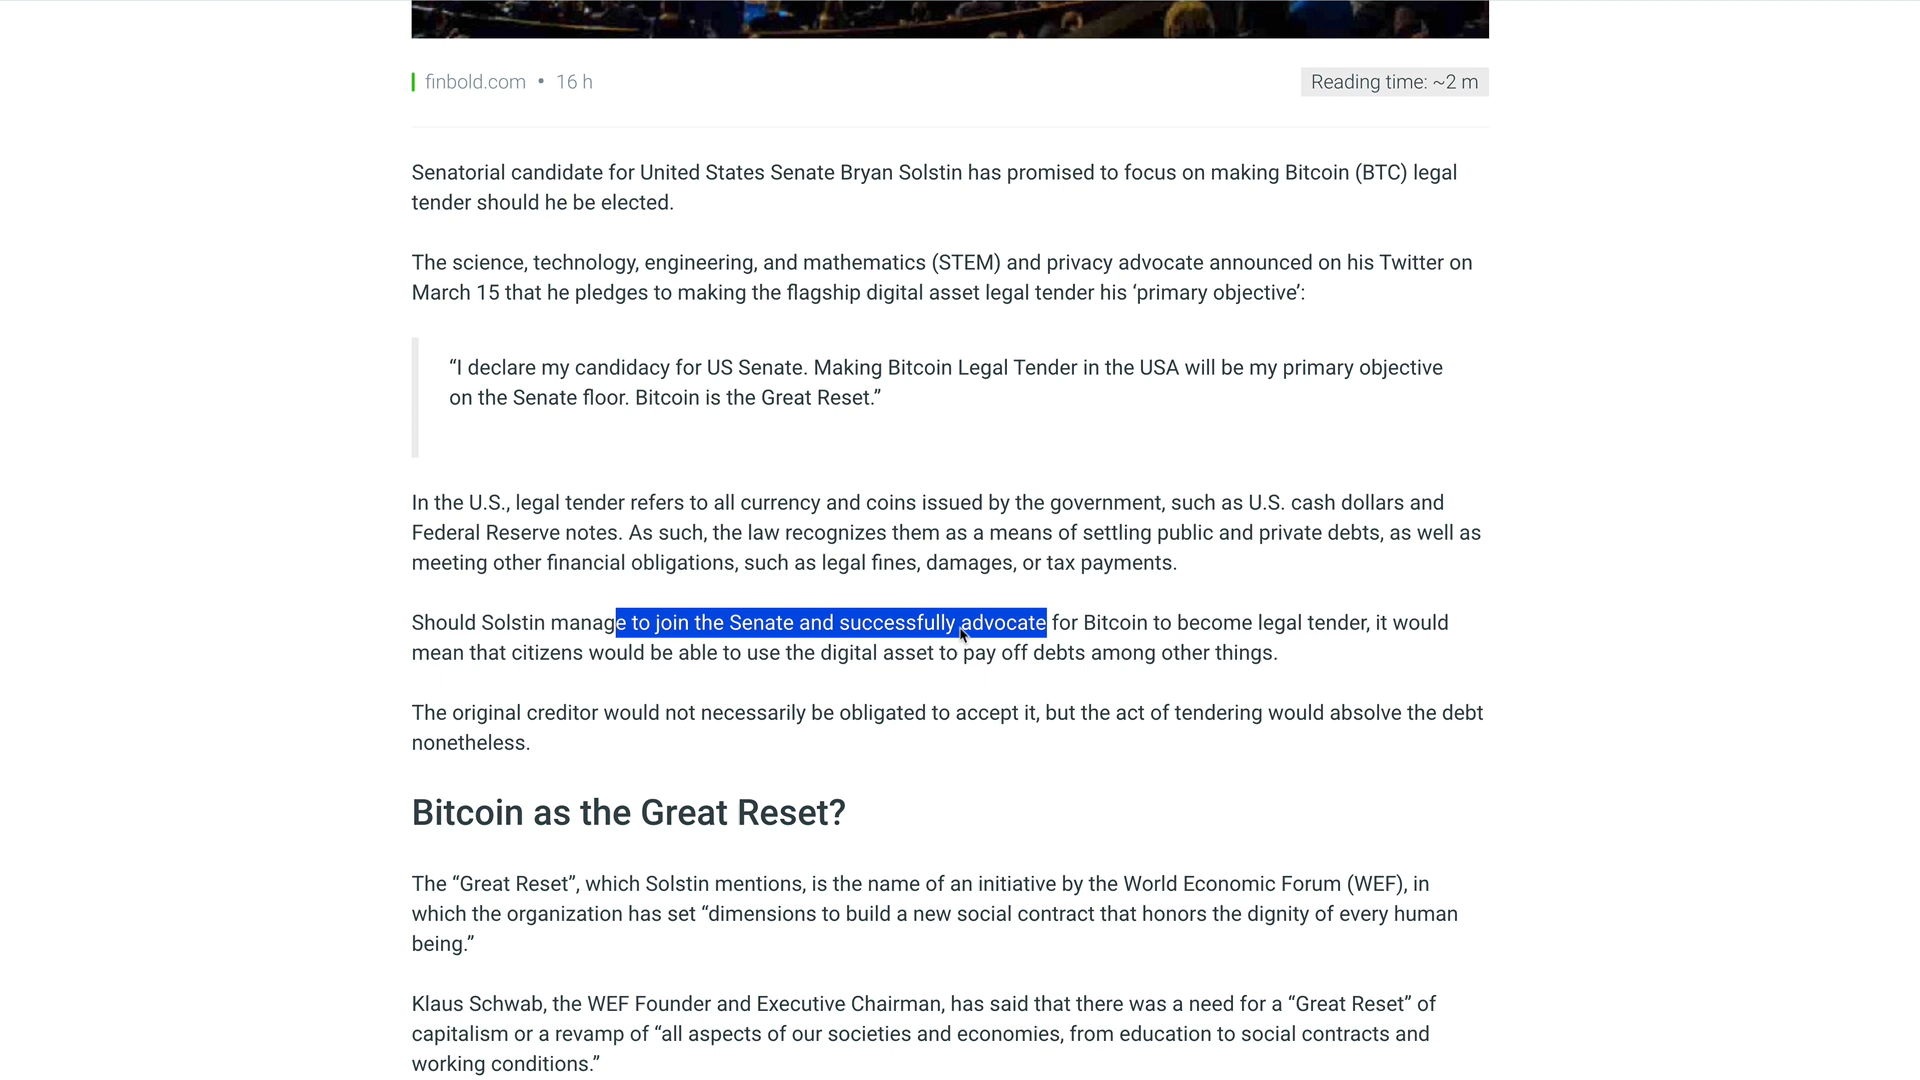 finbold.com • 16 h
Reading time: ~2 m
Senatorial candidate for United States Senate Bryan Solstin has promised to focus on making Bitcoin (BTC) legal
tender should he be elected.
The science, technology, engineering, and mathematics (STEM) and privacy advocate announced on his Twitter on
March 15 that he pledges to making the flagship digital asset legal tender his ‘primary objective’:
“I declare my candidacy for US Senate. Making Bitcoin Legal Tender in the USA will be my primary objective
on the Senate floor. Bitcoin is the Great Reset.”
In the U.S., legal tender refers to all currency and coins issued by the government, such as U.S. cash dollars and
Federal Reserve notes. As such, the law recognizes them as a means of settling public and private debts, as well as
meeting other financial obligations, such as legal fines, damages, or tax payments.
Should Solstin manage to join the Senate and successfully advocate for Bitcoin to become legal tender, it would
mean that citizens would be able to use the digital asset to pay off debts among other things.
The original creditor would not necessarily be obligated to accept it, but the act of tendering would absolve the debt
nonetheless.
Bitcoin as the Great Reset?
The “Great Reset”, which Solstin mentions, is the name of an initiative by the World Economic Forum (WEF), in
which the organization has set “dimensions to build a new social contract that honors the dignity of every human
being.”
Klaus Schwab, the WEF Founder and Executive Chairman, has said that there was a need for a “Great Reset” of
capitalism or a revamp of “all aspects of our societies and economies, from education to social contracts and
working conditions.”